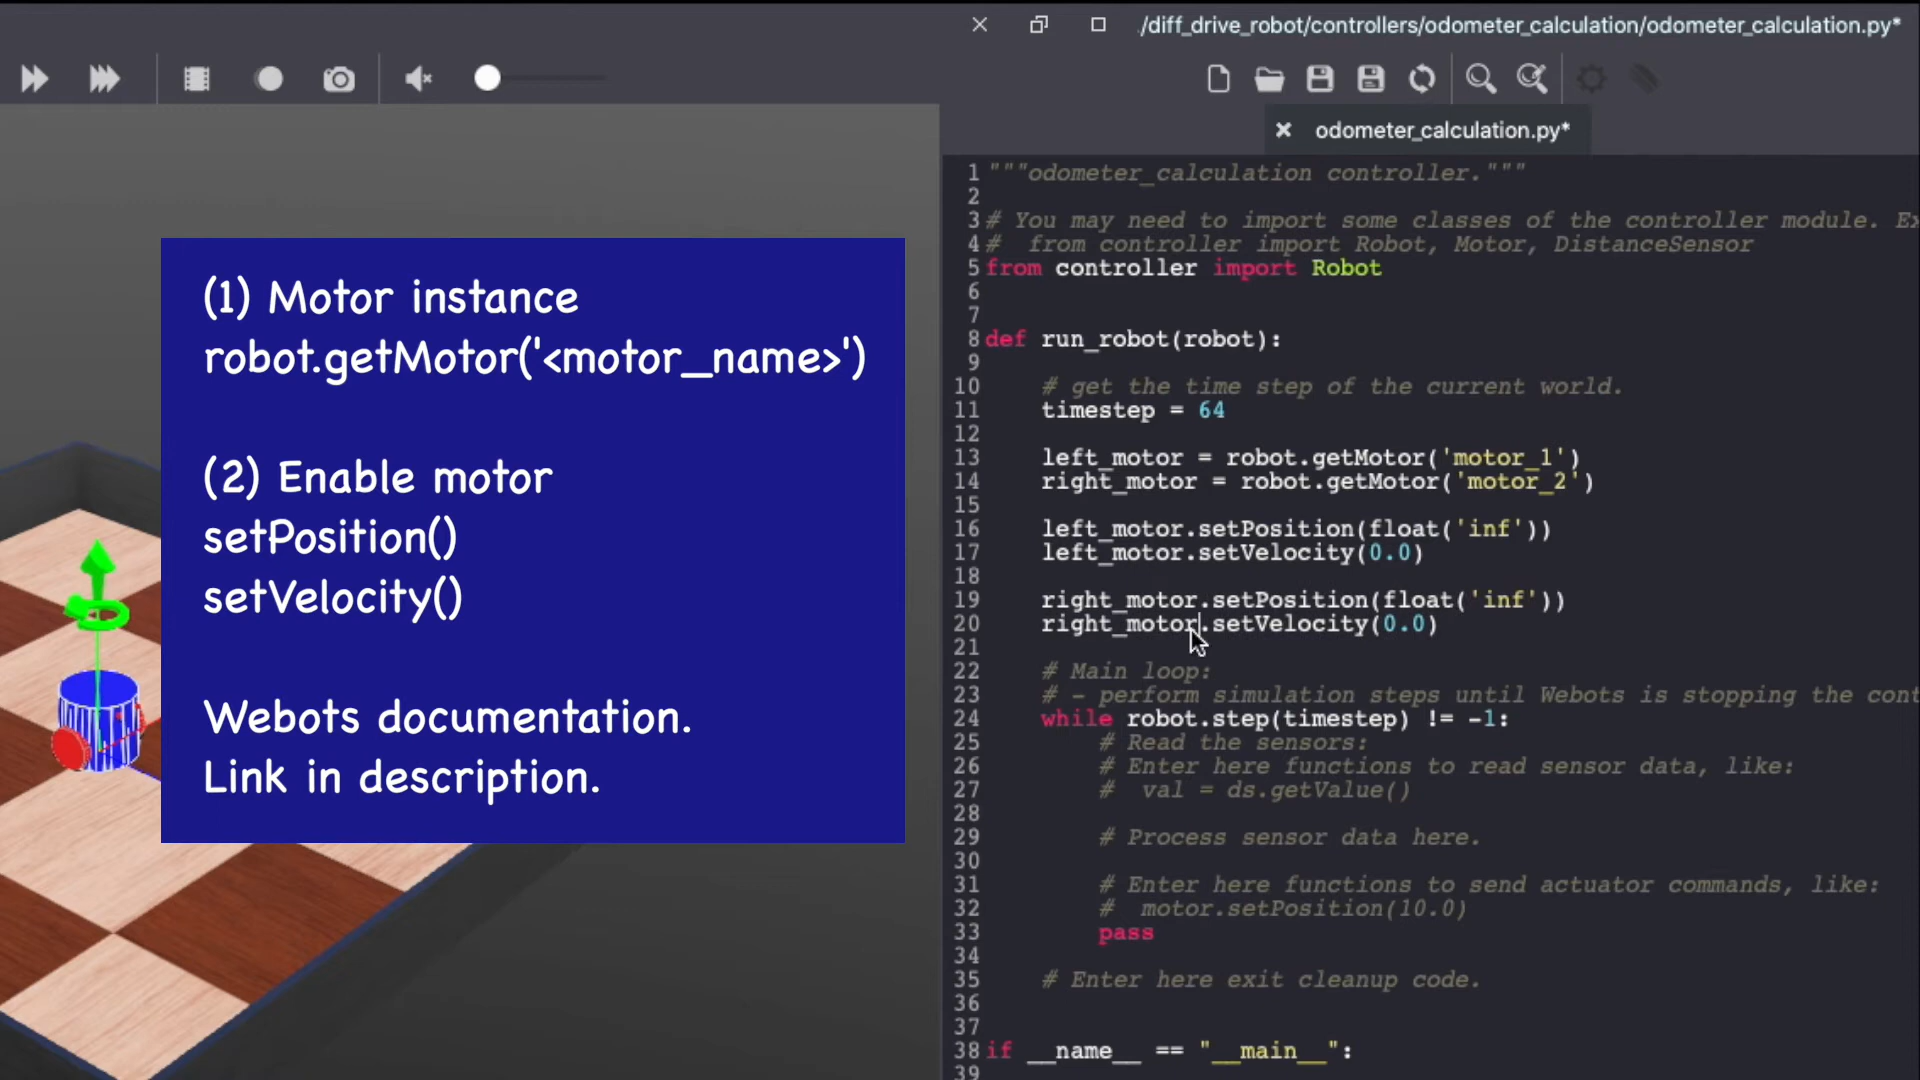 ./diff_drive_robot/controllers/odometer_calculation/odometer_calculation.py*
odometer_calculation.py*
(1) Motor instance
robot.getMotor('<motor_name>')
(2) Enable motor
setPosition()
setVelocity()
Webots documentation.
Link in description.
1 """odometer_calculation controller."""
2
3 # You may need to import some classes of the controller module. Ex
4 #  from controller import Robot, Motor, DistanceSensor
5 from controller import Robot
6
7
8 def run_robot(robot):
9
10     # get the time step of the current world.
11     timestep = 64
12
13     left_motor = robot.getMotor('motor_1')
14     right_motor = robot.getMotor('motor_2')
15
16     left_motor.setPosition(float('inf'))
17     left_motor.setVelocity(0.0)
18
19     right_motor.setPosition(float('inf'))
20     right_motor.setVelocity(0.0)
21
22     # Main loop:
23     # - perform simulation steps until Webots is stopping the cont
24     while robot.step(timestep) != -1:
25         # Read the sensors:
26         # Enter here functions to read sensor data, like:
27         #  val = ds.getValue()
28
29         # Process sensor data here.
30
31         # Enter here functions to send actuator commands, like:
32         #  motor.setPosition(10.0)
33         pass
34
35     # Enter here exit cleanup code.
36
37
38 if __name__ == "__main__":
39